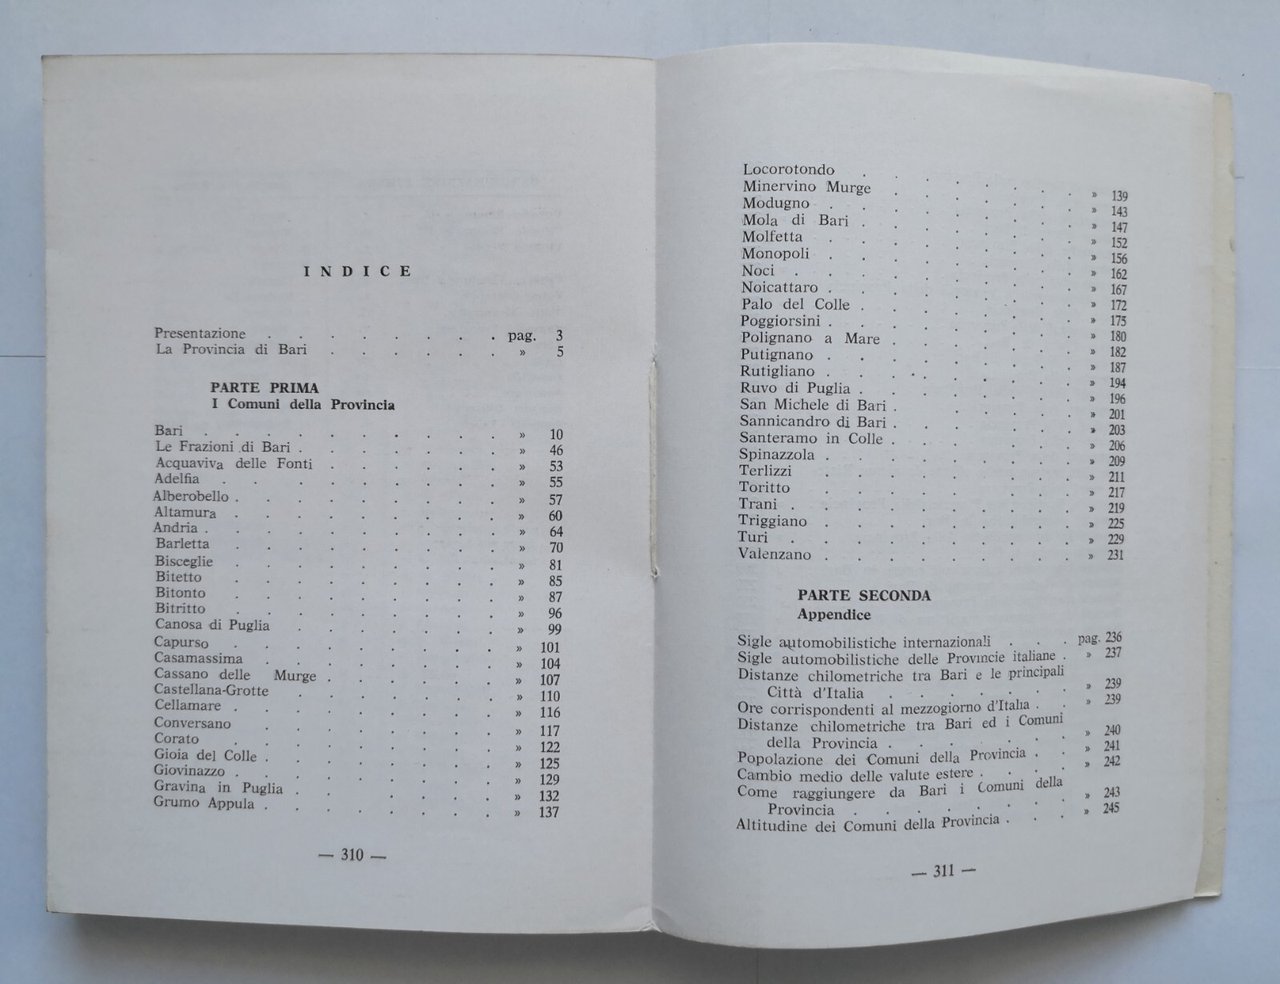 INDICE
Presentazione . . . . . . . . pag. 3
La Provincia di Bari . . . . . . » 5
PARTE PRIMA
I Comuni della Provincia
Bari . . . . . . . . . . » 10
Le Frazioni di Bari . . . . . . . » 46
Acquaviva delle Fonti . . . . . . » 53
Adelfia . . . . . . . . . » 55
Alberobello . . . . . . . . . » 57
Altamura . . . . . . . . . » 60
Andria . . . . . . . . . . » 64
Barletta . . . . . . . . . » 70
Bisceglie . . . . . . . . . » 81
Bitetto . . . . . . . . . » 85
Bitonto . . . . . . . . . » 87
Bitritto . . . . . . . . . » 96
Canosa di Puglia . . . . . . . » 99
Capurso . . . . . . . . . » 101
Casamassima . . . . . . . . » 104
Cassano delle Murge . . . . . . » 107
Castellana-Grotte . . . . . . . » 110
Cellamare . . . . . . . . . » 116
Conversano . . . . . . . . » 117
Corato . . . . . . . . . » 122
Gioia del Colle . . . . . . . . » 125
Giovinazzo . . . . . . . . . » 129
Gravina in Puglia . . . . . . . » 132
Grumo Appula . . . . . . . . » 137
— 310 —
Locorotondo . . . . . . . . » 139
Minervino Murge . . . . . . . » 143
Modugno . . . . . . . . . » 147
Mola di Bari . . . . . . . . » 152
Molfetta . . . . . . . . . » 156
Monopoli . . . . . . . . . » 162
Noci . . . . . . . . . . » 167
Noicattaro . . . . . . . . . » 172
Palo del Colle . . . . . . . . » 175
Poggiorsini . . . . . . . . . » 180
Polignano a Mare . . . . . . . » 182
Putignano . . . . . . . . . » 187
Rutigliano . . . . . . . . . » 194
Ruvo di Puglia . . . . . . . . » 196
San Michele di Bari . . . . . . . » 201
Sannicandro di Bari . . . . . . . » 203
Santeramo in Colle . . . . . . . » 206
Spinazzola . . . . . . . . . » 209
Terlizzi . . . . . . . . . » 211
Toritto . . . . . . . . . » 217
Trani . . . . . . . . . . » 219
Triggiano . . . . . . . . . » 225
Turi . . . . . . . . . . » 229
Valenzano . . . . . . . . . » 231
PARTE SECONDA
Appendice
Sigle automobilistiche internazionali . . . pag. 236
Sigle automobilistiche delle Provincie italiane . » 237
Distanze chilometriche tra Bari e le principali
Città d'Italia . . . . . . » 239
Ore corrispondenti al mezzogiorno d'Italia . . » 239
Distanze chilometriche tra Bari ed i Comuni
della Provincia . . . . . . » 240
Popolazione dei Comuni della Provincia . . » 241
Cambio medio delle valute estere . . . . » 242
Come raggiungere da Bari i Comuni della
Provincia . . . . . . . » 243
Altitudine dei Comuni della Provincia . . . » 245
— 311 —